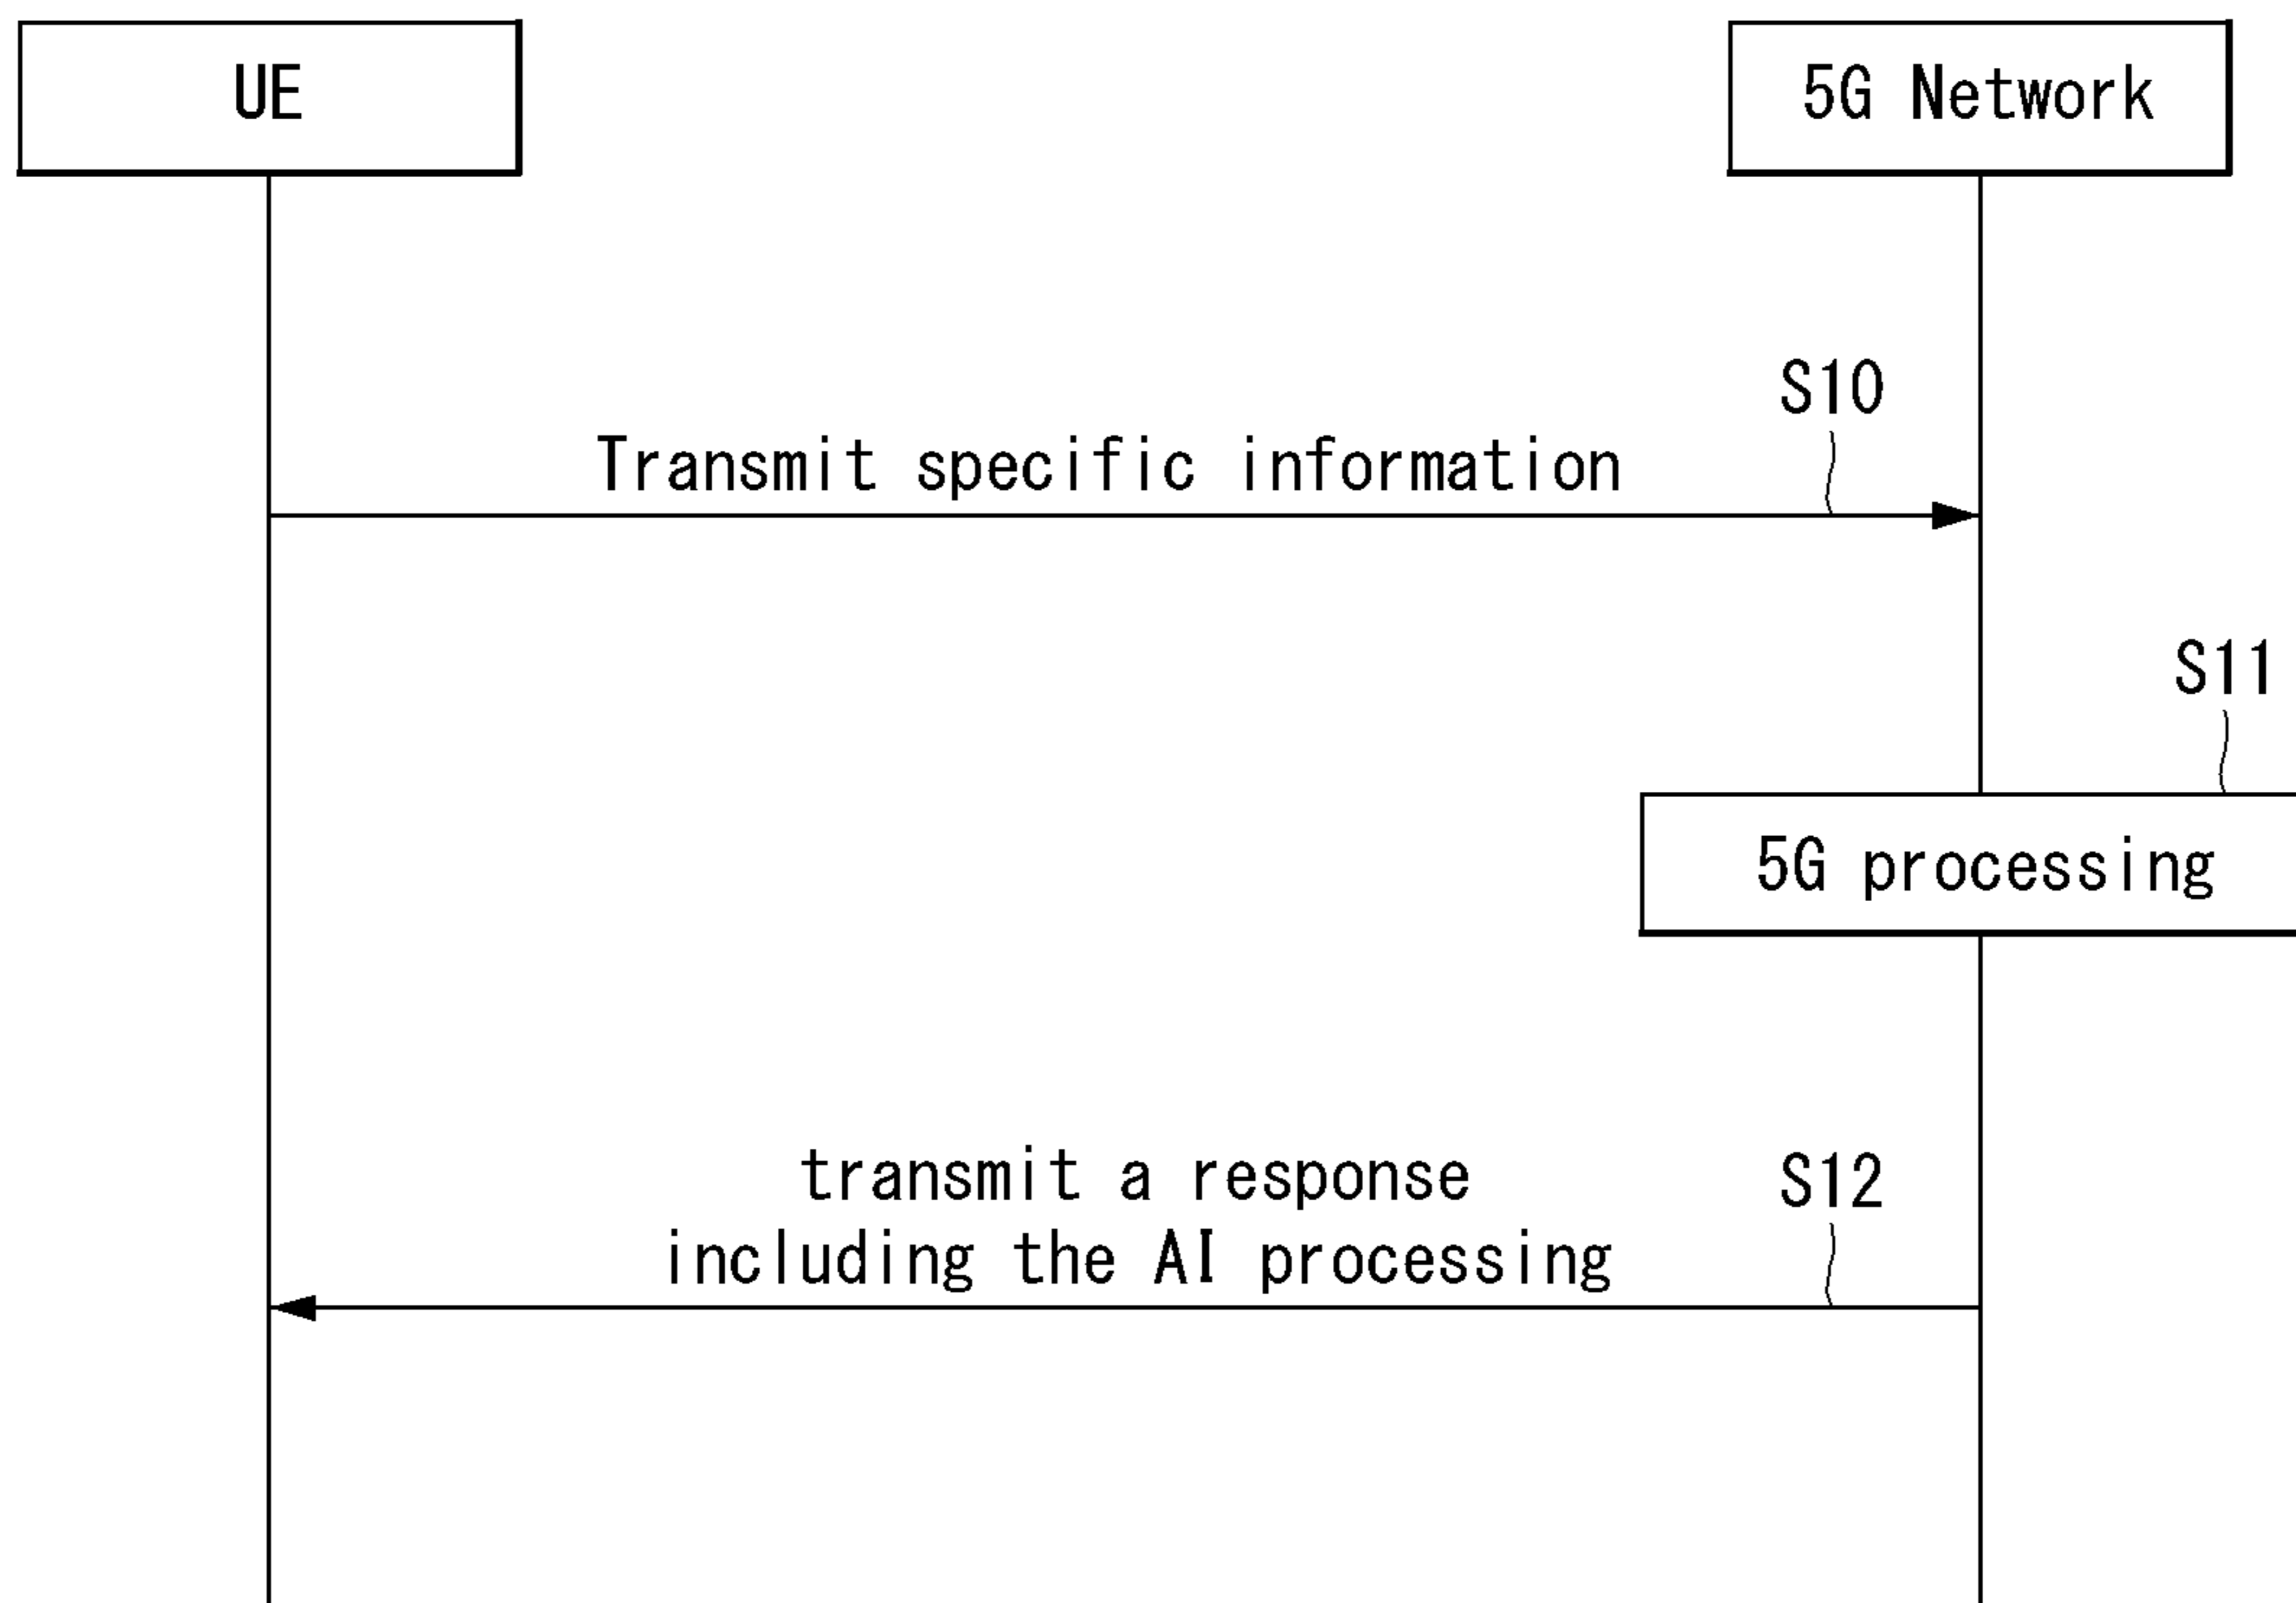 UE
5G Network
S10
Transmit specific information
S11
5G processing
transmit a response
S12
including the AI processing